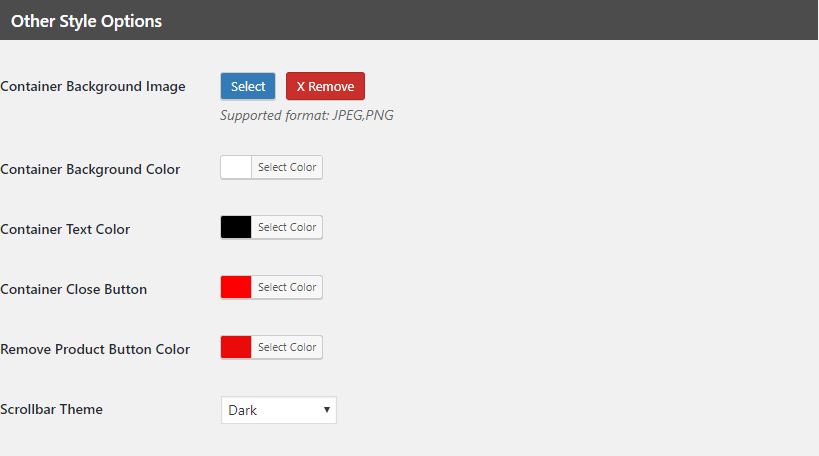 Other Style Options
Container Background Image Select X Remove
Supported format: JPEG,PNG
Container Background Color Select Color
Container Text Color Select Color
Container Close Button Select Color
Remove Product Button Color Select Color
Scrollbar Theme Dark